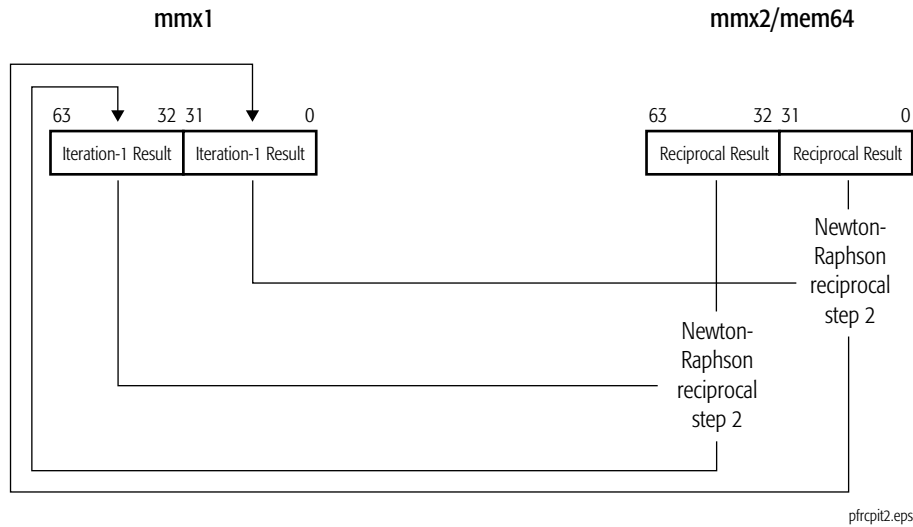 mmx1
mmx2/mem64
63 32 31 0
63 32 31 0
Iteration-1 Result Iteration-1 Result
Reciprocal Result Reciprocal Result
Newton-
Raphson
reciprocal
step 2
Newton-
Raphson
reciprocal
step 2
pfrcpit2.eps